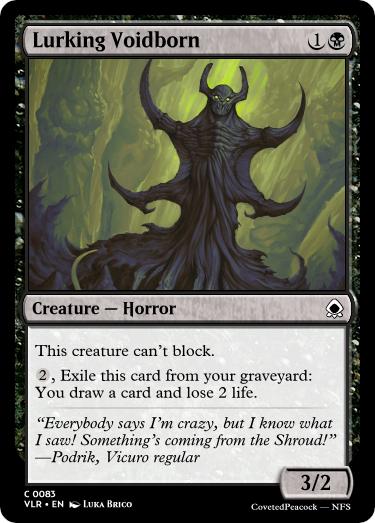 Lurking Voidborn 1
Creature — Horror
This creature can't block.
2, Exile this card from your graveyard:
You draw a card and lose 2 life.
"Everybody says I'm crazy, but I know what
I saw! Something's coming from the Shroud!"
—Podrik, Vicuro regular
3/2
C 0083
VLR • EN Luka Brico
CovetedPeacock — NFS